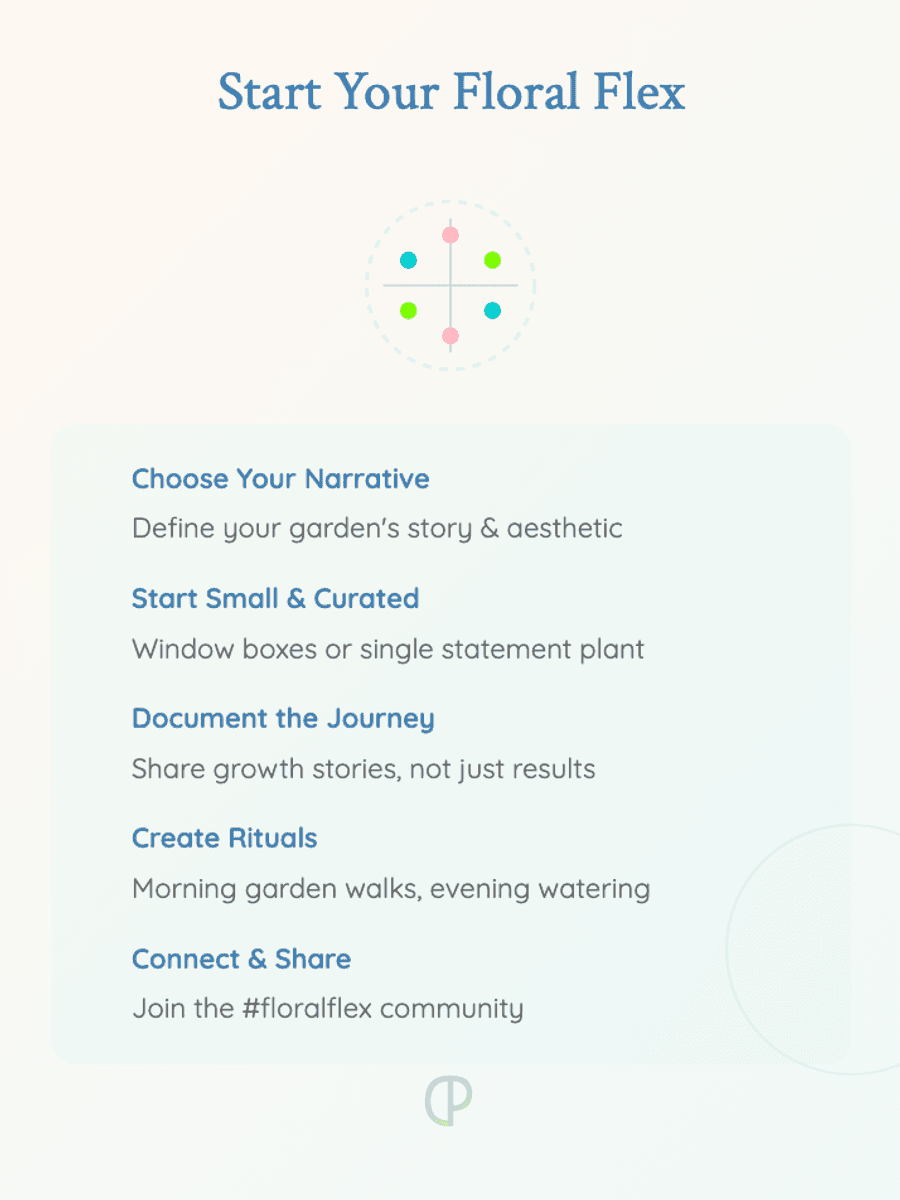 Start Your Floral Flex
Choose Your Narrative
Define your garden's story & aesthetic
Start Small & Curated
Window boxes or single statement plant
Document the Journey
Share growth stories, not just results
Create Rituals
Morning garden walks, evening watering
Connect & Share
Join the #floralflex community